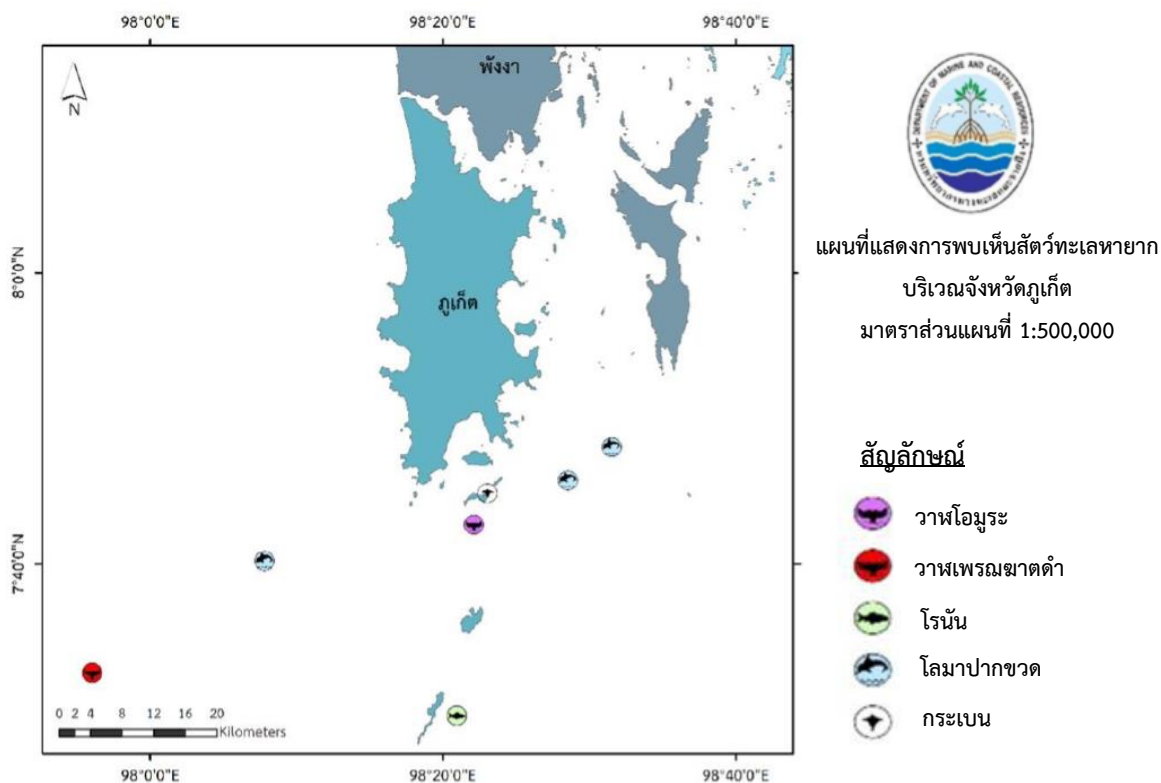 98°0'0"E
98°20'0"E
98°40'0"E
พังงา
N
ภูเก็ต
8°0'0"N
7°40'0"N
0 2 4 8 12 16 20
Kilometers
98°0'0"E
98°20'0"E
98°40'0"E
DEPARTMENT OF MARINE AND COASTAL RESOURCES
แผนที่แสดงการพบเห็นสัตว์ทะเลหายาก
บริเวณจังหวัดภูเก็ต
มาตราส่วนแผนที่ 1:500,000
สัญลักษณ์
วาฬโอมูระ
วาฬเพรณฆาตดำ
โรนัน
โลมาปากขวด
กระเบน